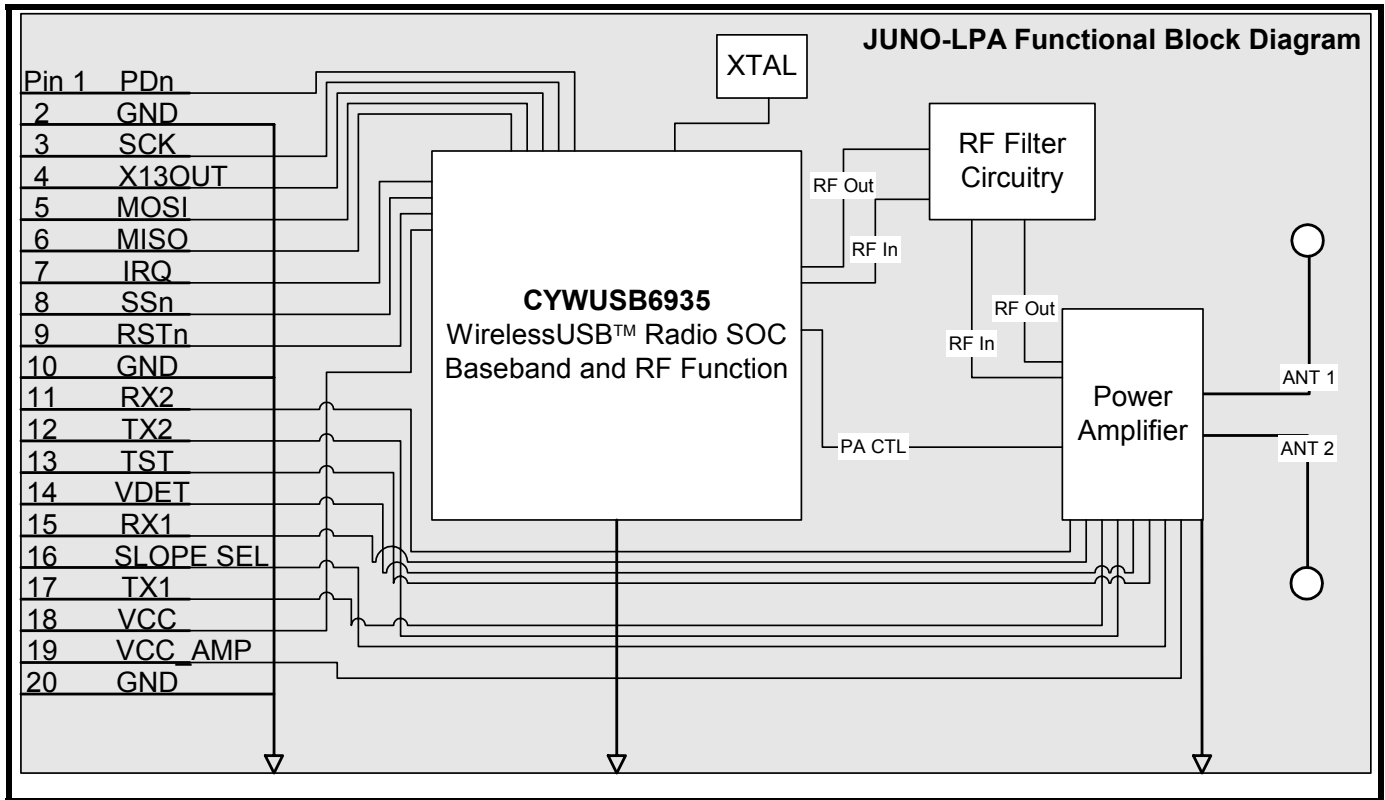 JUNO-LPA Functional Block Diagram
XTAL
Pin 1 PDn
2 GND
3 SCK
4 X13OUT
5 MOSI
6 MISO
7 IRQ
8 SSn
9 RSTn
10 GND
11 RX2
12 TX2
13 TST
14 VDET
15 RX1
16 SLOPE SEL
17 TX1
18 VCC
19 VCC_AMP
20 GND
CYWUSB6935
WirelessUSB™ Radio SOC
Baseband and RF Function
RF Out
RF In
RF Filter
Circuitry
RF Out
RF In
PA CTL
Power
Amplifier
ANT 1
ANT 2